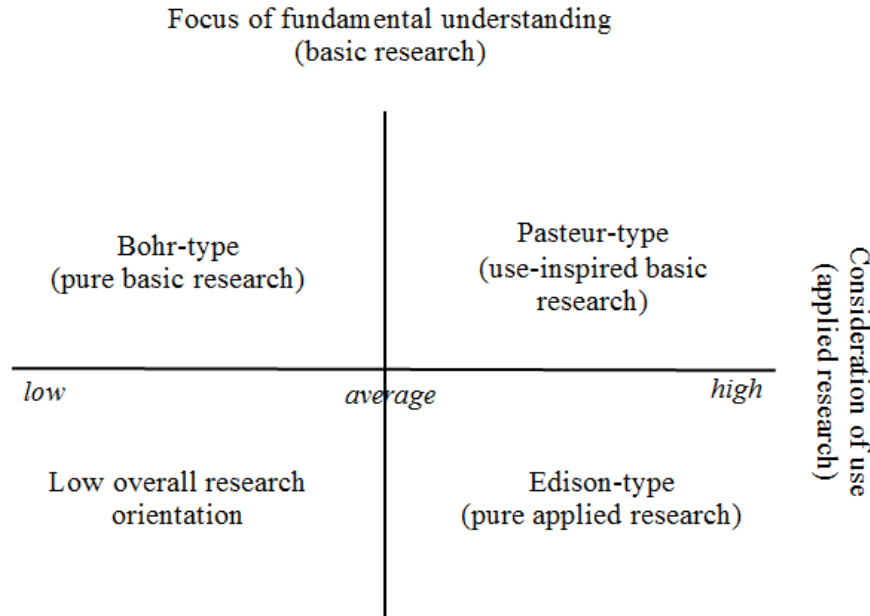 Focus of fundamental understanding
(basic research)
Bohr-type
(pure basic research)
Pasteur-type
(use-inspired basic
research)
Consideration of use
(applied research)
low
average
high
Low overall research
orientation
Edison-type
(pure applied research)